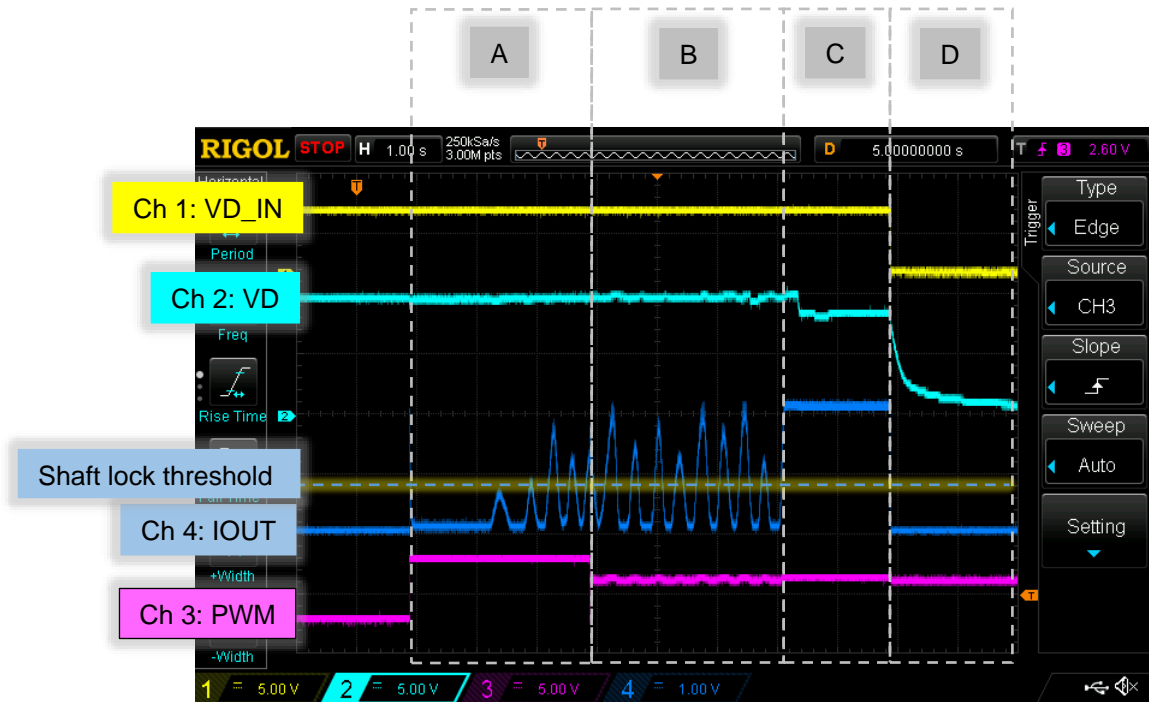 A
B
C
D
RIGOL STOP H 1.00 s 250kSa/s 3.00M pts T D 5.00000000 s T 3 2.60 V
Horizontal
T
Ch 1: VD_IN
Period
1
Ch 2: VD
Freq
Rise Time 2
Shaft lock threshold
Fall Time
Ch 4: IOUT
+Width
Ch 3: PWM
-Width
Trigger
Type
Edge
Source
CH3
Slope
Sweep
Auto
Setting
T
1 = 5.00 V 2 = 5.00 V 3 = 5.00 V 4 = 1.00 V